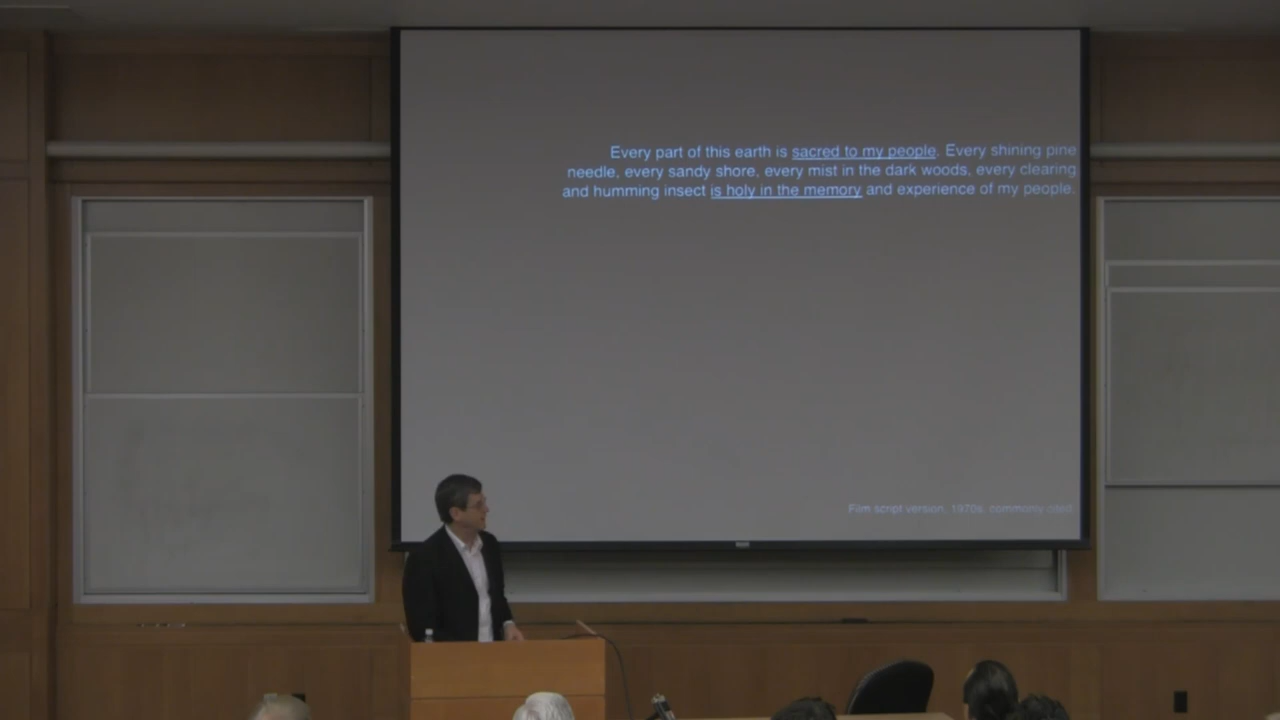 Every part of this earth is sacred to my people. Every shining pine
needle, every sandy shore, every mist in the dark woods, every clearing
and humming insect is holy in the memory and experience of my people.
Film script version, 1970s, commonly cited